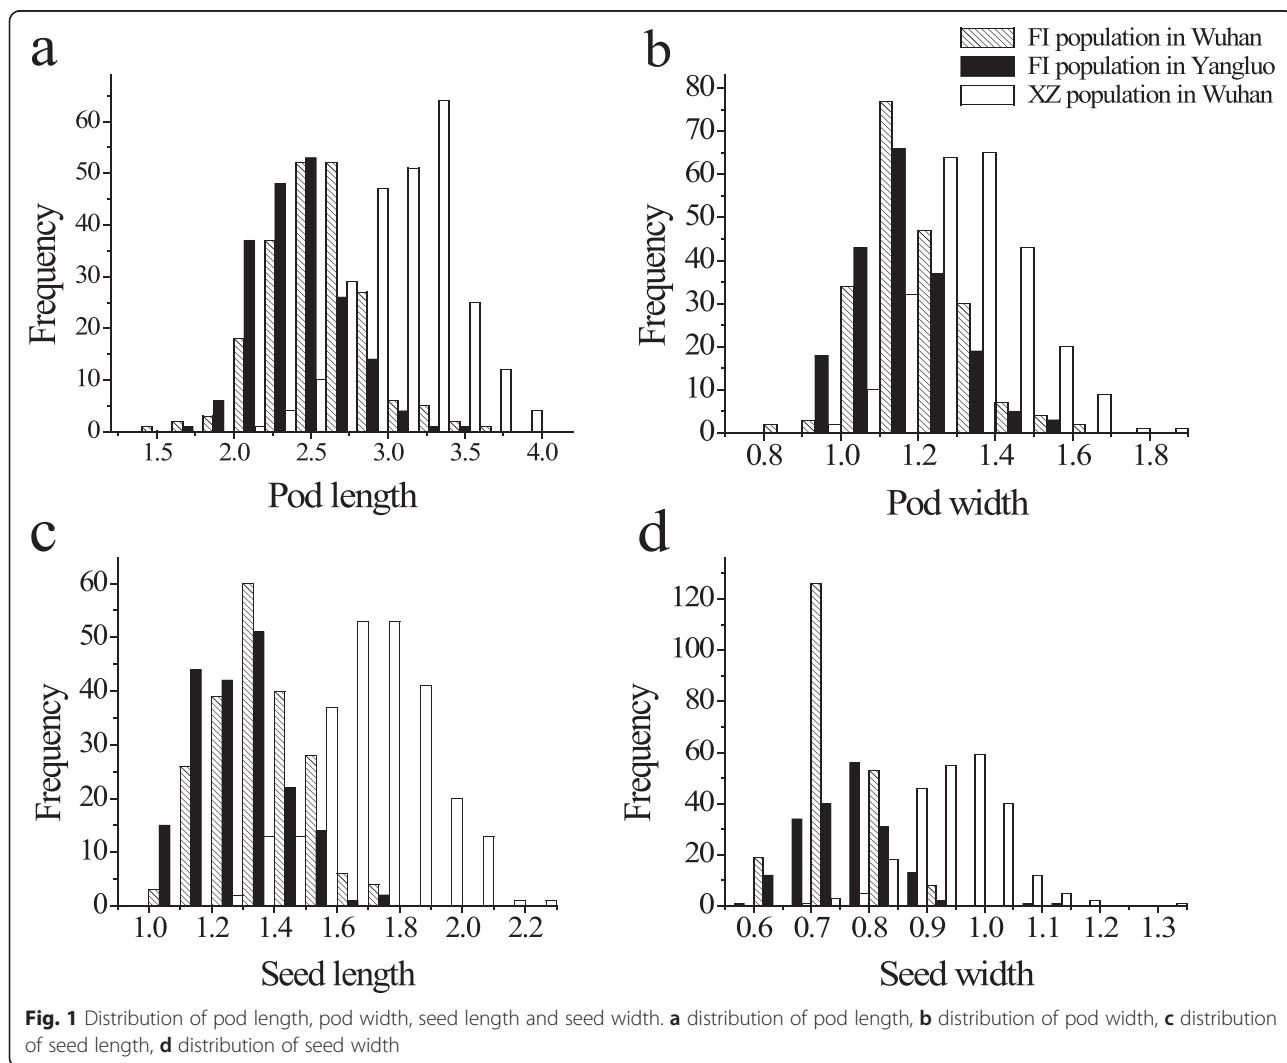 a
60
50
40
30
20
10
0
1.5 2.0 2.5 3.0 3.5 4.0
Frequency
Pod length
b
FI population in Wuhan
FI population in Yangluo
XZ population in Wuhan
80
70
60
50
40
30
20
10
0
0.8 1.0 1.2 1.4 1.6 1.8
Frequency
Pod width
c
60
50
40
30
20
10
0
1.0 1.2 1.4 1.6 1.8 2.0 2.2
Frequency
Seed length
d
120
100
80
60
40
20
0
0.6 0.7 0.8 0.9 1.0 1.1 1.2 1.3
Frequency
Seed width
Fig. 1 Distribution of pod length, pod width, seed length and seed width. a distribution of pod length, b distribution of pod width, c distribution
of seed length, d distribution of seed width